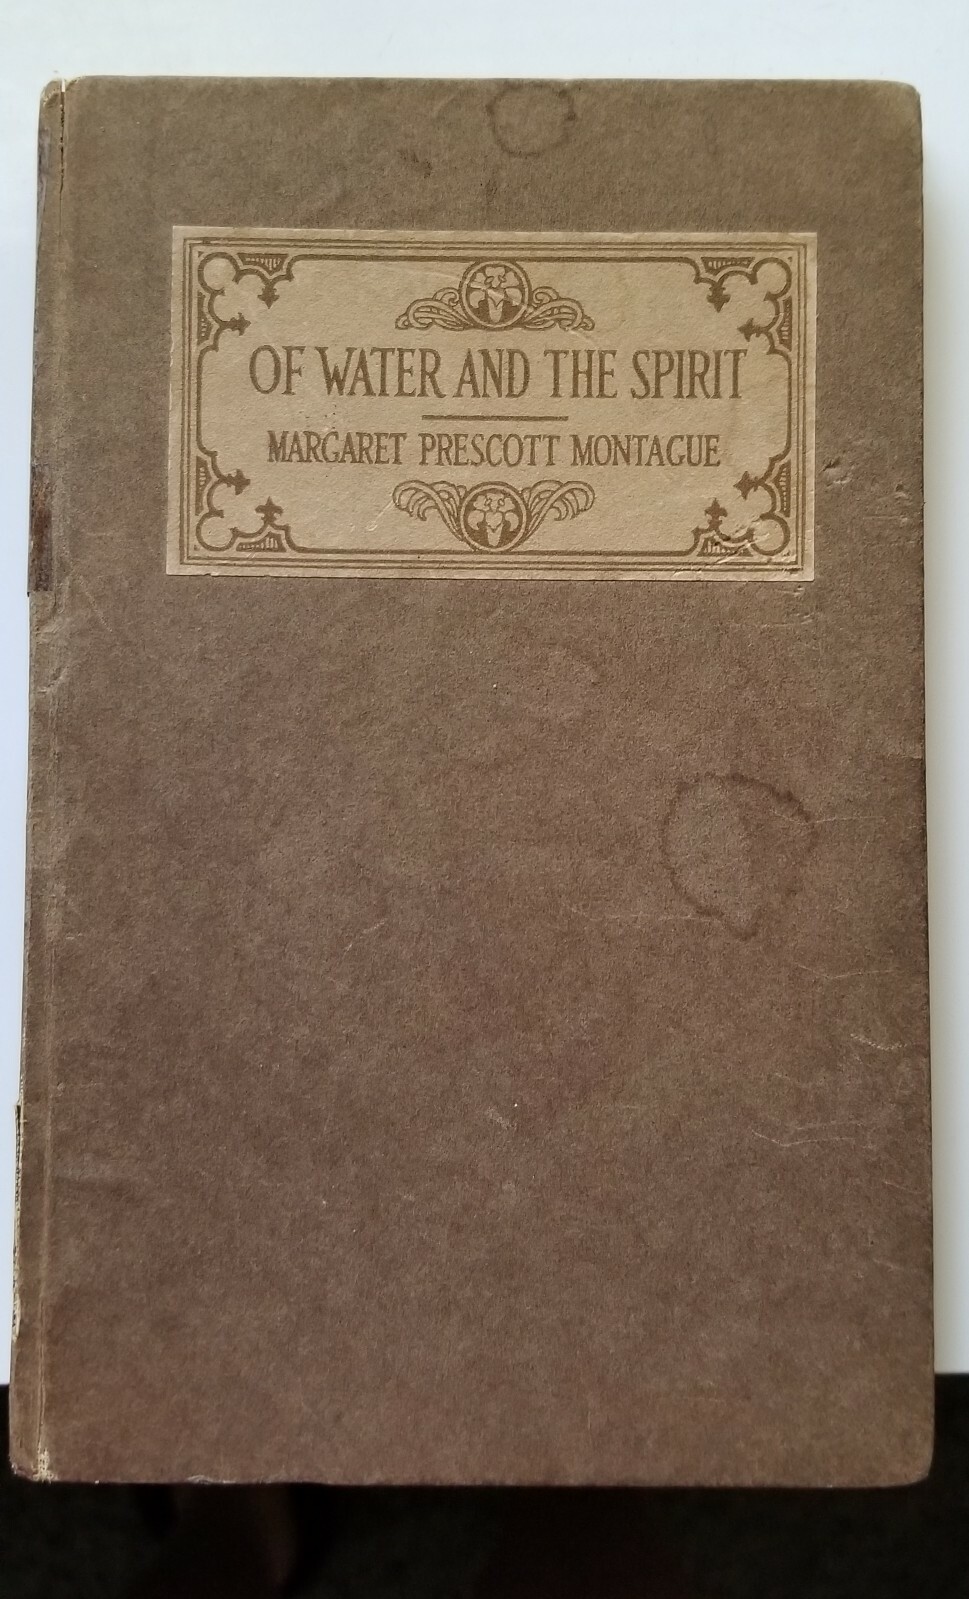 OF WATER AND THE SPIRIT
MARGARET PRESCOTT MONTAGUE